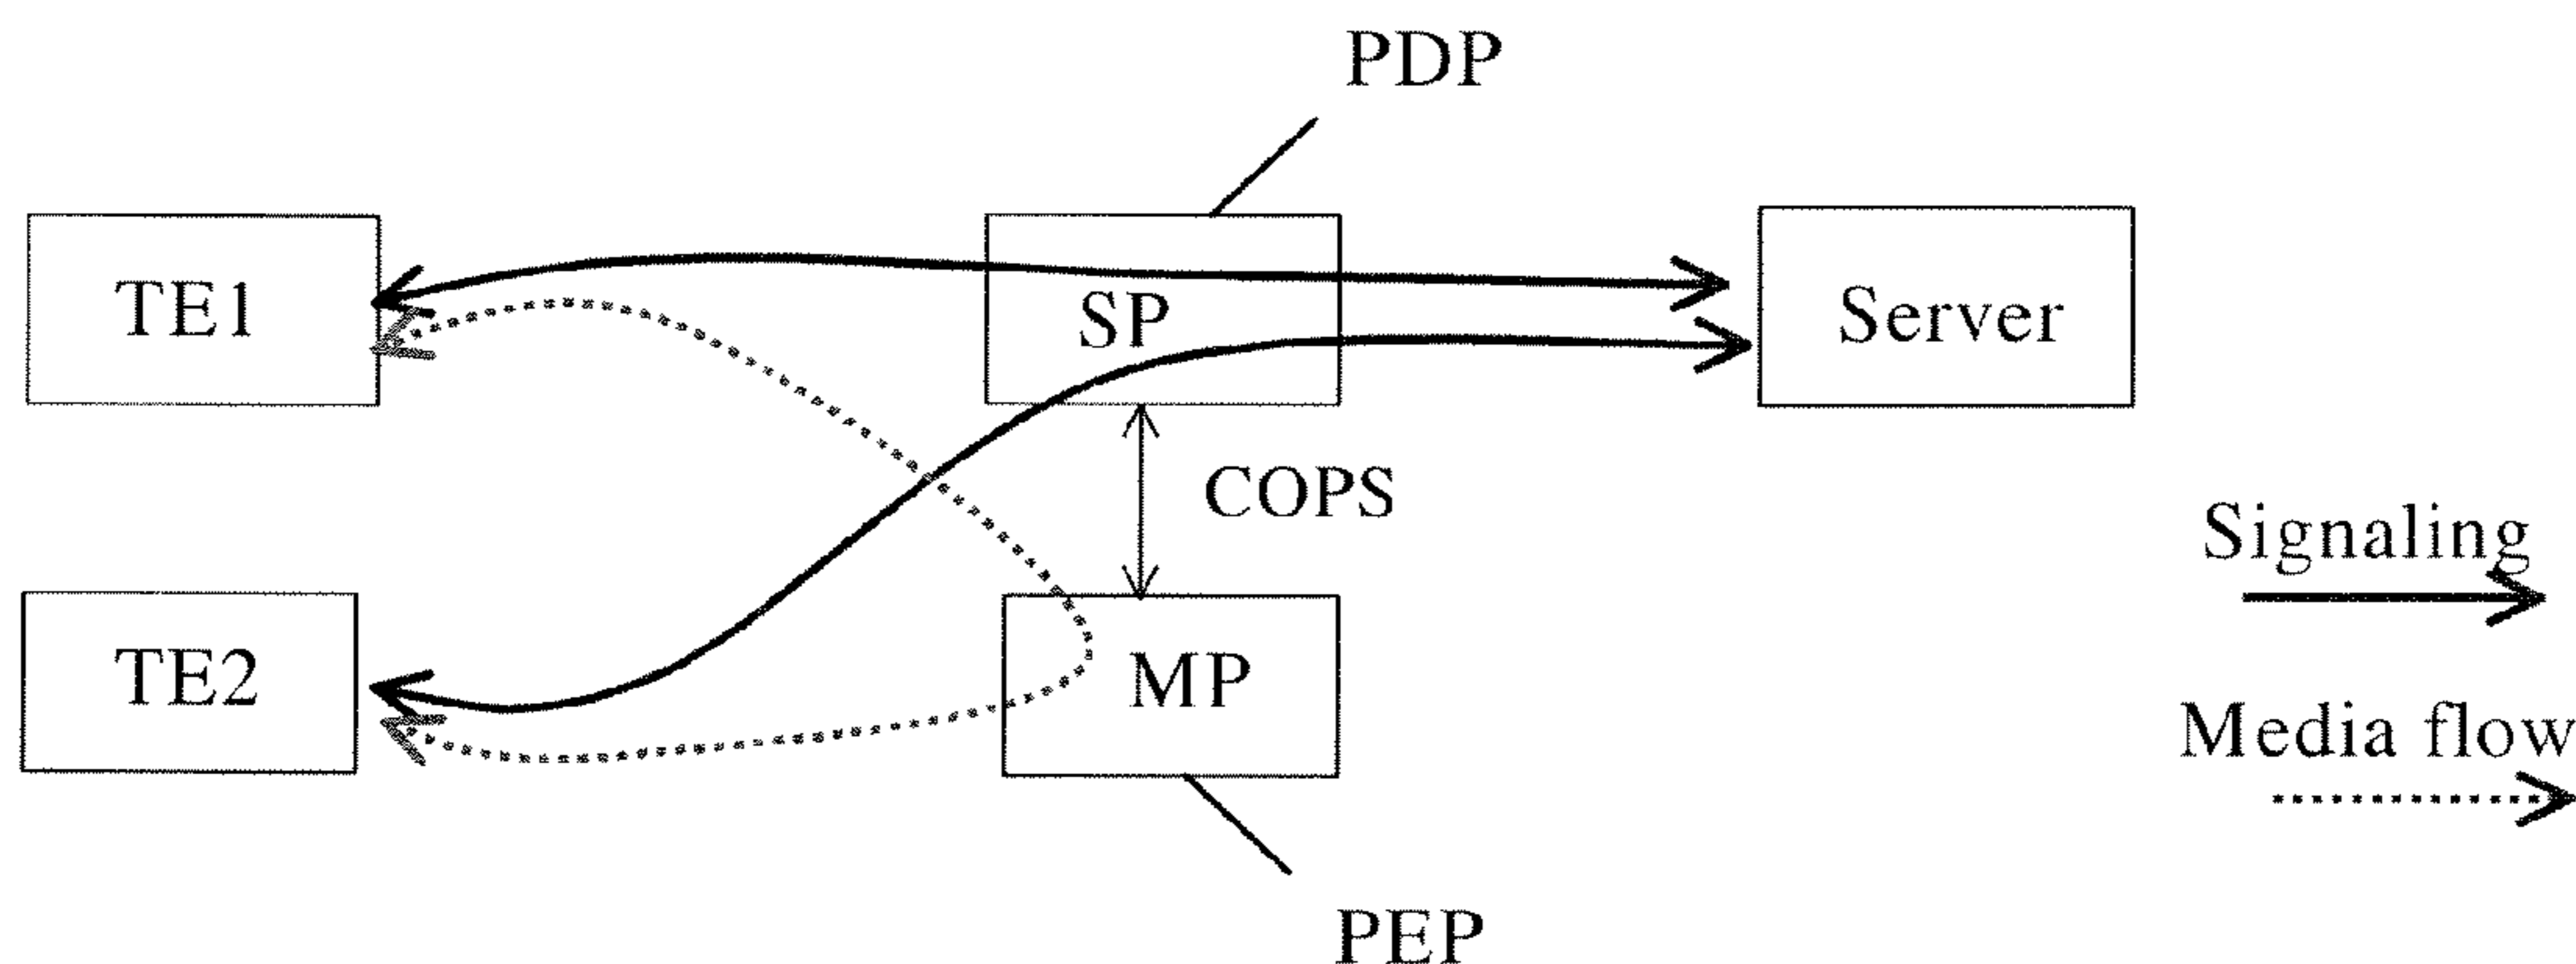 PDP
TE1
SP
Server
COPS
Signaling
TE2
MP
Media flow
PEP